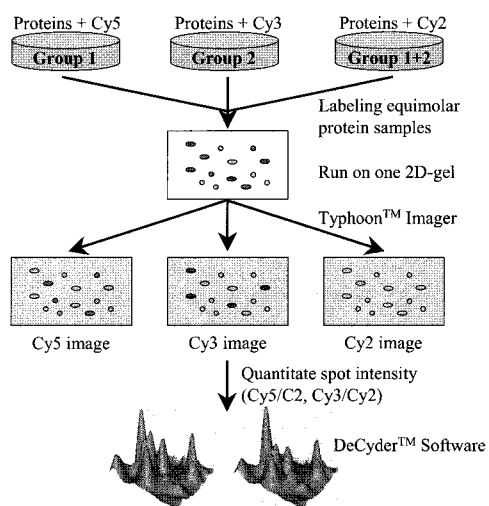 Proteins + Cy5
Proteins + Cy3
Proteins + Cy2
Group 1
Group 2
Group 1+2
Labeling equimolar
protein samples
Run on one 2D-gel
Typhoon™ Imager
Cy5 image
Cy3 image
Cy2 image
Quantitate spot intensity
(Cy5/C2, Cy3/Cy2)
DeCyder™ Software